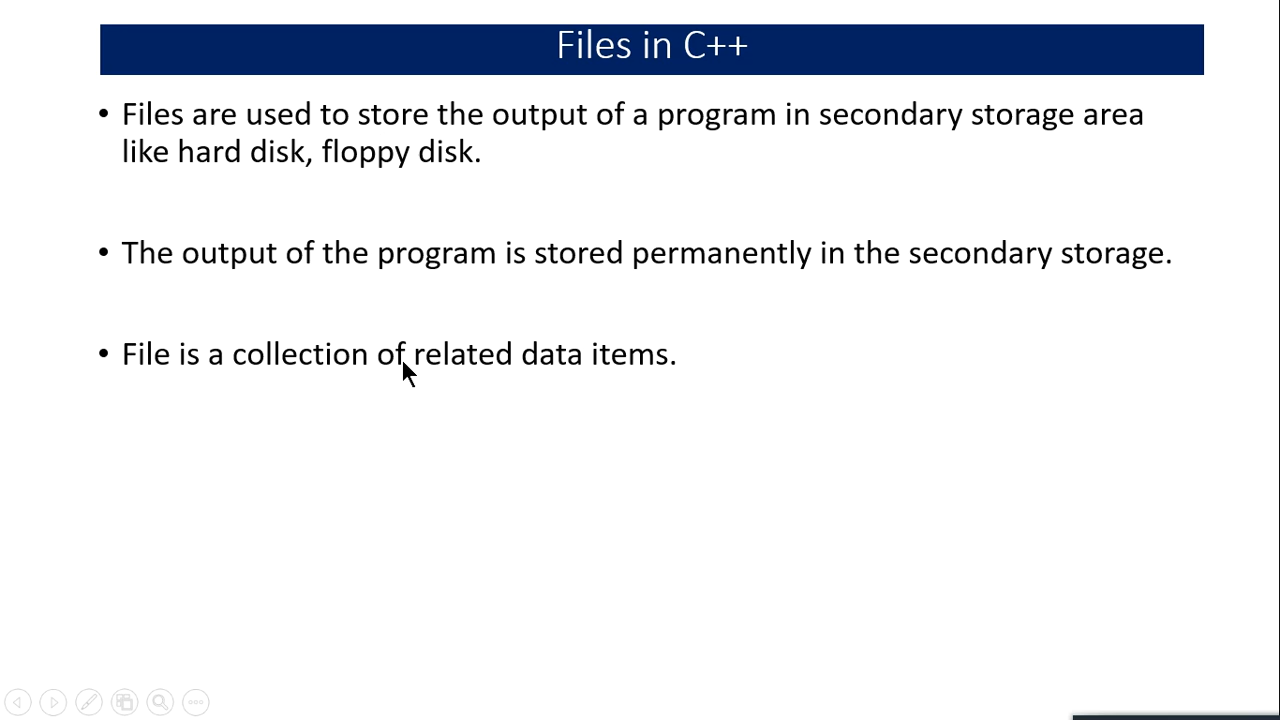 Files in C++
• Files are used to store the output of a program in secondary storage area
like hard disk, floppy disk.
• The output of the program is stored permanently in the secondary storage.
• File is a collection of related data items.